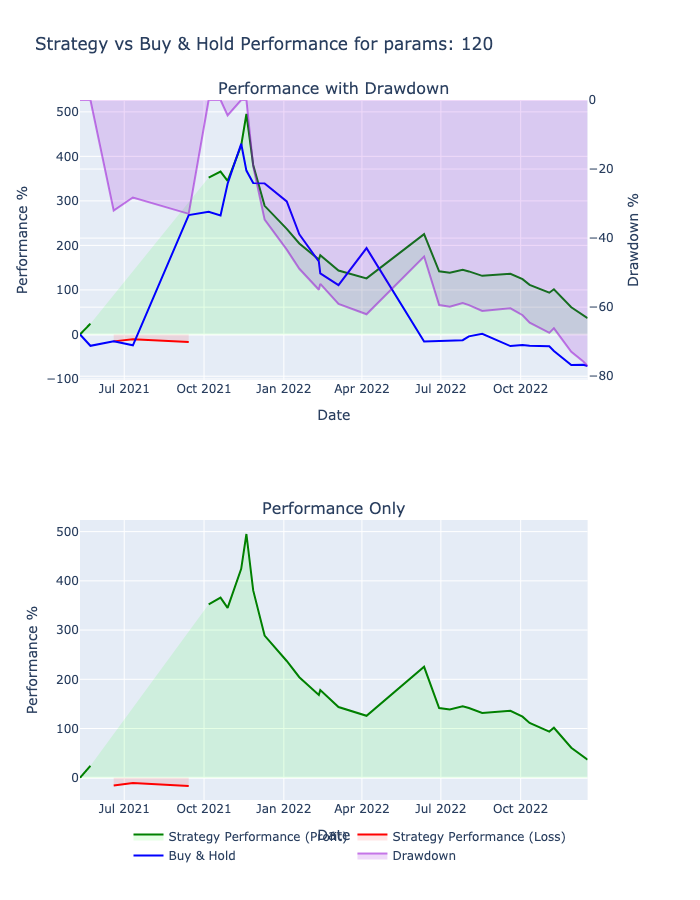 Strategy vs Buy & Hold Performance for params: 120
Performance with Drawdown
500
400
300
200
100
0
−100
Performance %
0
−20
−40
−60
−80
Drawdown %
Jul 2021 Oct 2021 Jan 2022 Apr 2022 Jul 2022 Oct 2022
Date
Performance Only
500
400
300
200
100
0
Performance %
Jul 2021 Oct 2021 Jan 2022 Apr 2022 Jul 2022 Oct 2022
Date
Strategy Performance (Profit) Strategy Performance (Loss)
Buy & Hold Drawdown